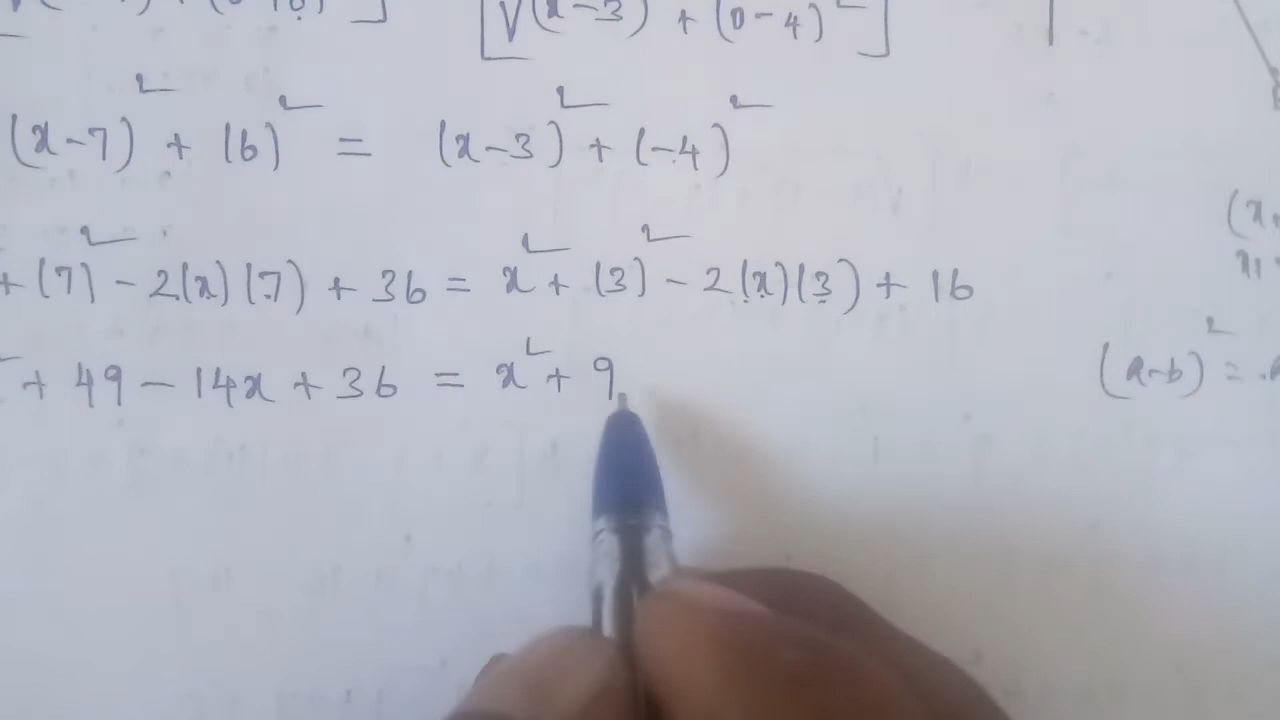 [√(x-3) + (0-4)²]
(x-7)² + (6)² = (x-3)² + (-4)²
+ (7)² - 2(x)(7) + 36 = x² + (3)² - 2(x)(3) + 16
+ 49 - 14x + 36 = x² + 9
(a-b)² =